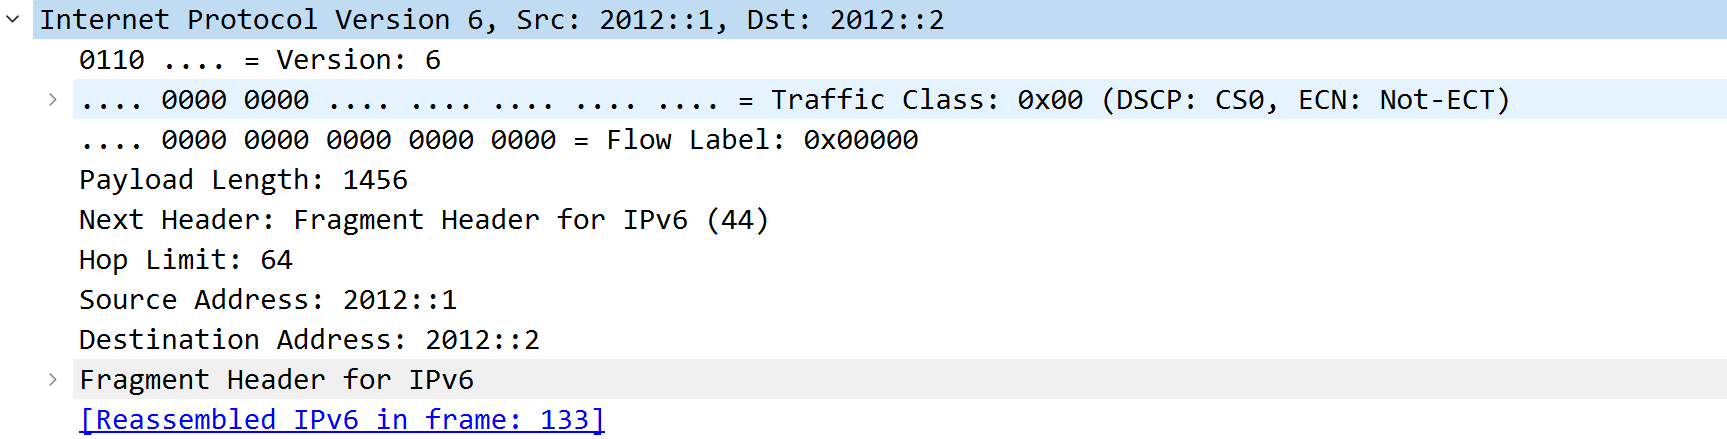 Internet Protocol Version 6, Src: 2012::1, Dst: 2012::2
0110 .... = Version: 6
.... 0000 0000 .... .... .... .... .... = Traffic Class: 0x00 (DSCP: CS0, ECN: Not-ECT)
.... 0000 0000 0000 0000 0000 = Flow Label: 0x00000
Payload Length: 1456
Next Header: Fragment Header for IPv6 (44)
Hop Limit: 64
Source Address: 2012::1
Destination Address: 2012::2
Fragment Header for IPv6
[Reassembled IPv6 in frame: 133]